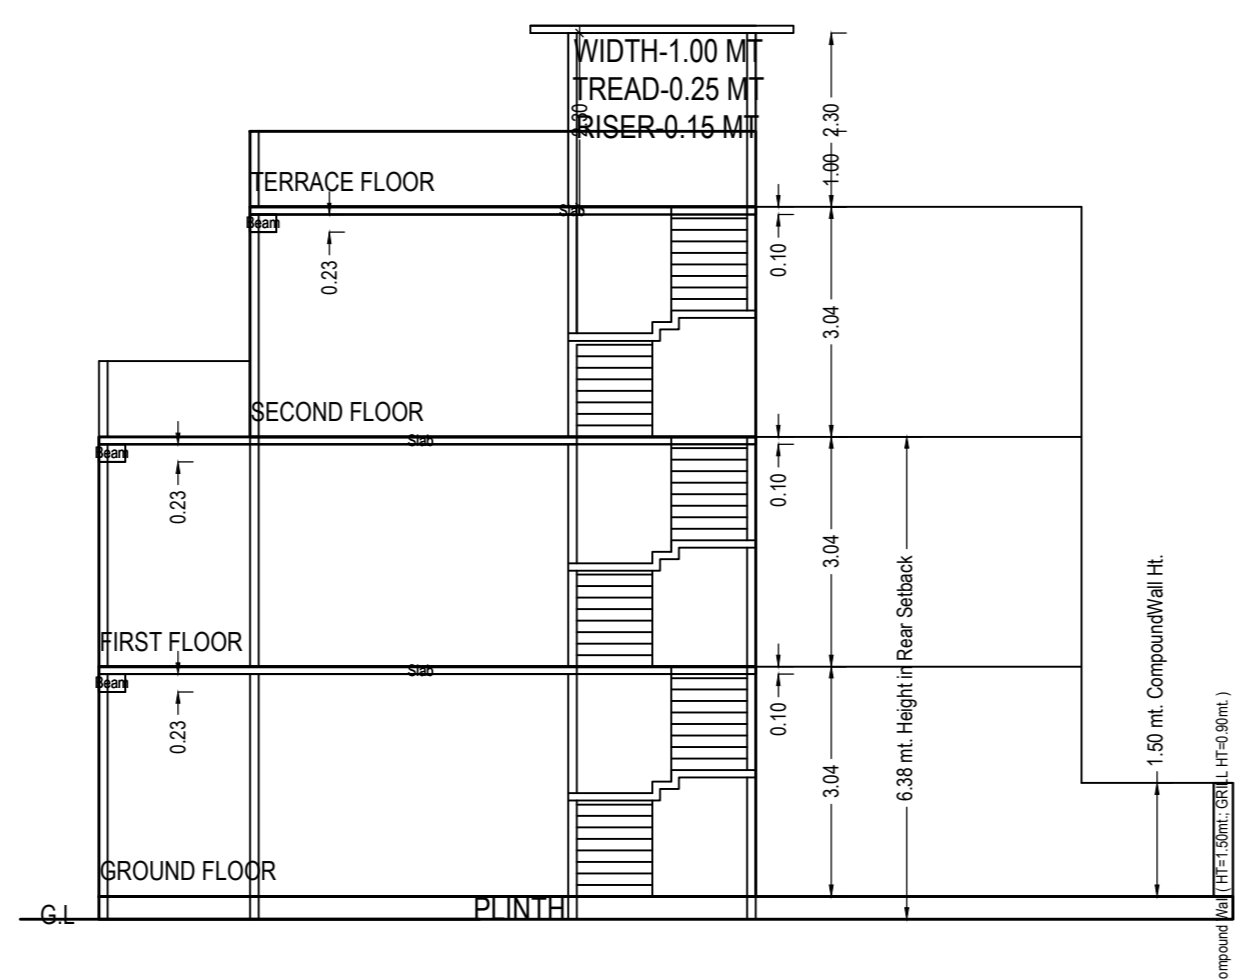 WIDTH-1.00 MT
TREAD-0.25 MT
RISER-0.15 MT
2.30
2.30
1.00
TERRACE FLOOR
Slab
Beam
0.23
0.10
3.04
SECOND FLOOR
Slab
Beam
0.23
0.10
3.04
6.38 mt. Height in Rear Setback
1.50 mt. CompoundWall Ht.
FIRST FLOOR
Slab
Beam
0.23
0.10
3.04
ompound Wall ( HT=1.50mt.; GRILL HT=0.90mt. )
GROUND FLOOR
G.L
PLINTH